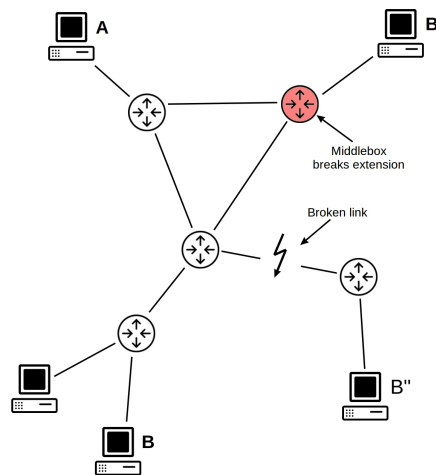 A
B
Middlebox
breaks extension
Broken link
B"
B